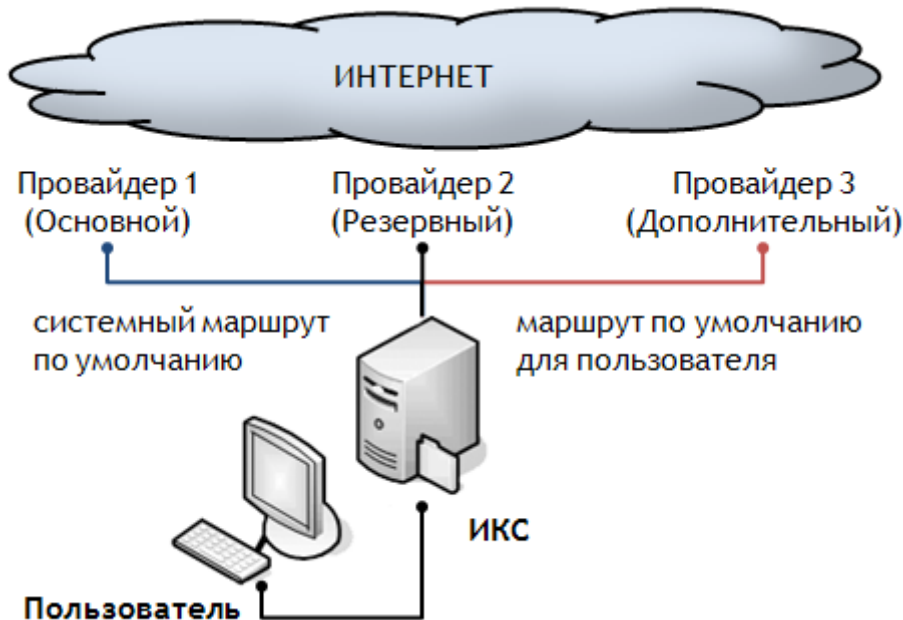 ИНТЕРНЕТ
Провайдер 1
(Основной)
Провайдер 2
(Резервный)
Провайдер 3
(Дополнительный)
системный маршрут
по умолчанию
маршрут по умолчанию
для пользователя
ИКС
Пользователь